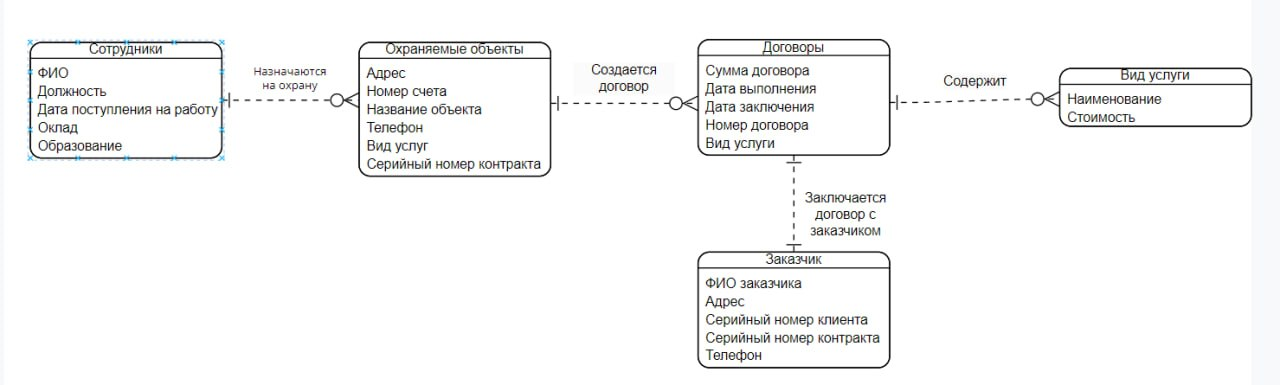 Сотрудники
ФИО
Должность
Дата поступления на работу
Оклад
Образование
Назначаются
на охрану
Охраняемые объекты
Адрес
Номер счета
Название объекта
Телефон
Вид услуг
Серийный номер контракта
Создается
договор
Договоры
Сумма договора
Дата выполнения
Дата заключения
Номер договора
Вид услуги
Содержит
Вид услуги
Наименование
Стоимость
Заключается
договор с
заказчиком
Заказчик
ФИО заказчика
Адрес
Серийный номер клиента
Серийный номер контракта
Телефон